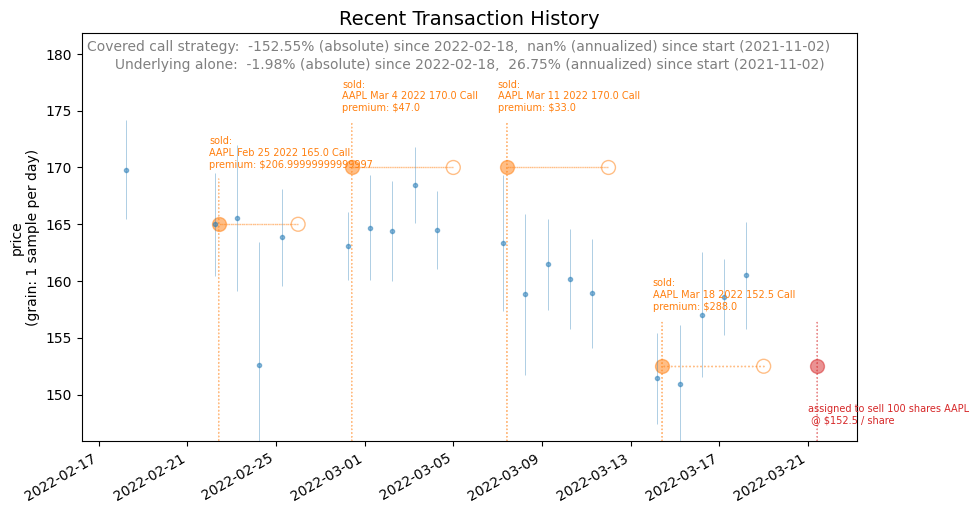 Recent Transaction History
Covered call strategy:  -152.55% (absolute) since 2022-02-18,  nan% (annualized) since start (2021-11-02)
Underlying alone:  -1.98% (absolute) since 2022-02-18,  26.75% (annualized) since start (2021-11-02)
price
(grain: 1 sample per day)
180
175
170
165
160
155
150
sold:
AAPL Feb 25 2022 165.0 Call
premium: $206.99999999999997
sold:
AAPL Mar 4 2022 170.0 Call
premium: $47.0
sold:
AAPL Mar 11 2022 170.0 Call
premium: $33.0
sold:
AAPL Mar 18 2022 152.5 Call
premium: $288.0
assigned to sell 100 shares AAPL
@ $152.5 / share
2022-02-17
2022-02-21
2022-02-25
2022-03-01
2022-03-05
2022-03-09
2022-03-13
2022-03-17
2022-03-21